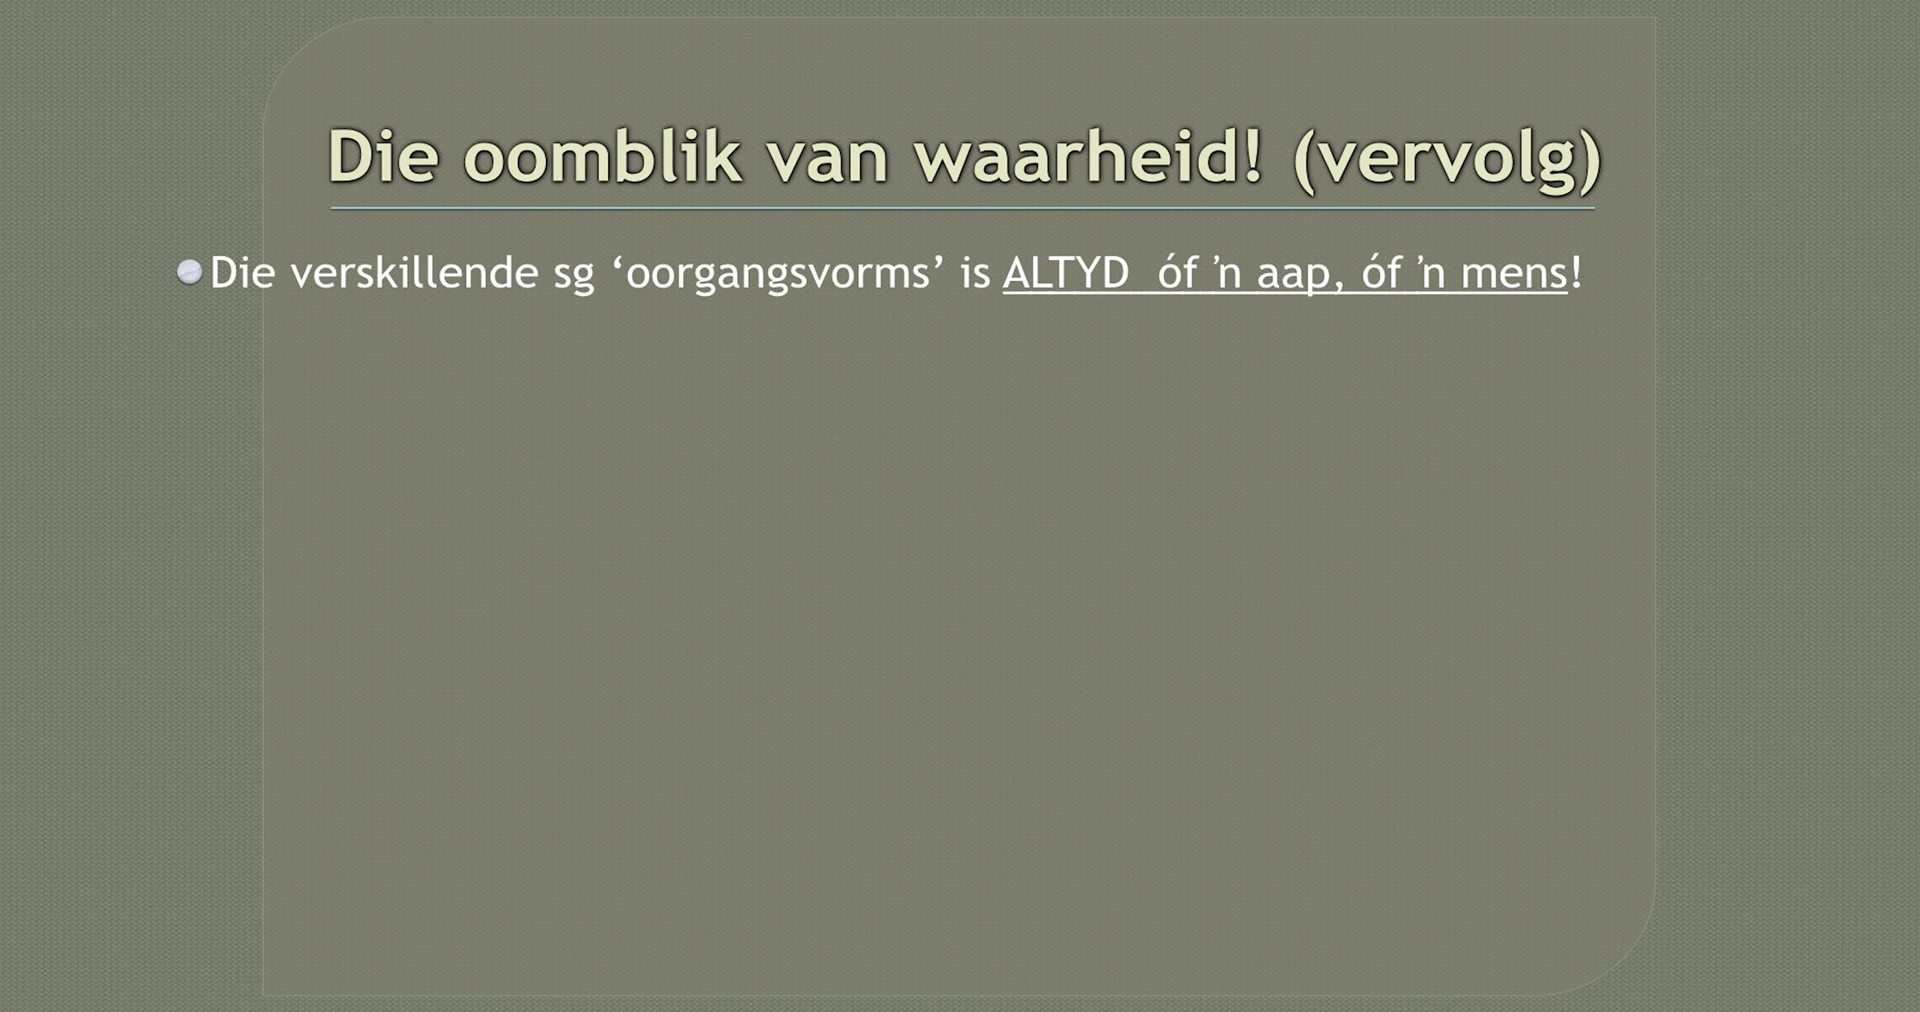 Die oomblik van waarheid! (vervolg)
Die verskillende sg ‘oorgangsvorms’ is ALTYD  óf ’n aap, óf ’n mens!